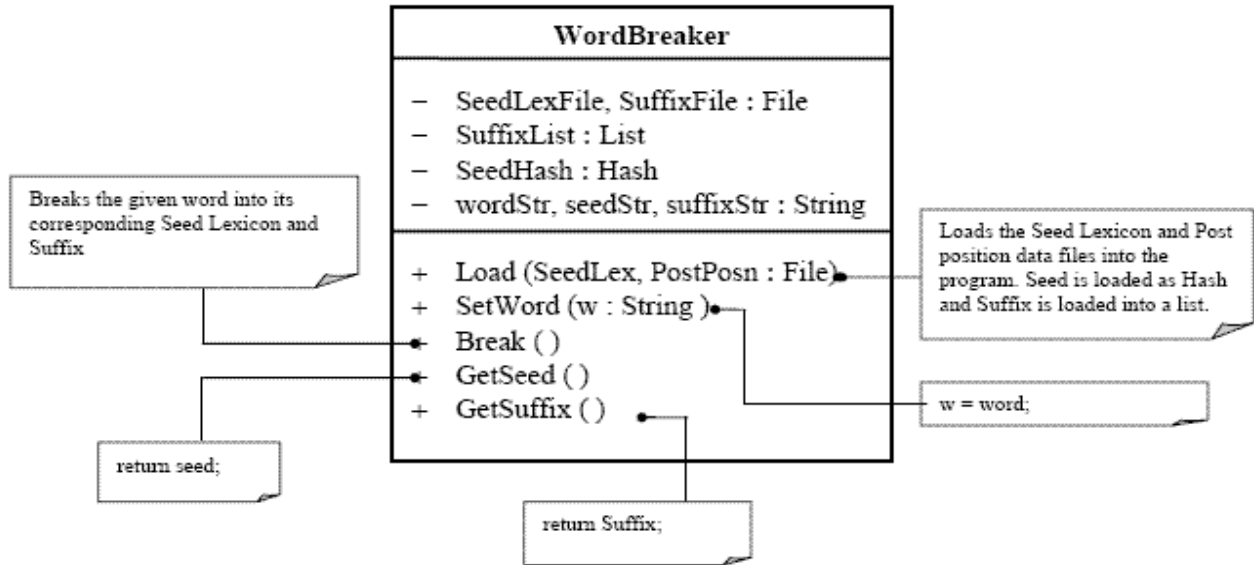 WordBreaker
− SeedLexFile, SuffixFile : File
− SuffixList : List
− SeedHash : Hash
− wordStr, seedStr, suffixStr : String
+ Load (SeedLex, PostPosn : File)
+ SetWord (w : String )
+ Break ( )
+ GetSeed ( )
+ GetSuffix ( )
Breaks the given word into its
corresponding Seed Lexicon and
Suffix
Loads the Seed Lexicon and Post
position data files into the
program. Seed is loaded as Hash
and Suffix is loaded into a list.
w = word;
return seed;
return Suffix;